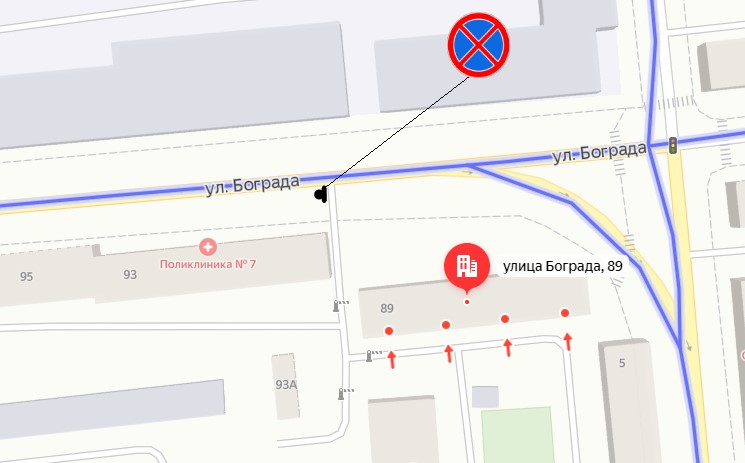 ул. Бограда
ул. Бограда
Поликлиника № 7
95
93
улица Бограда, 89
89
5
93А